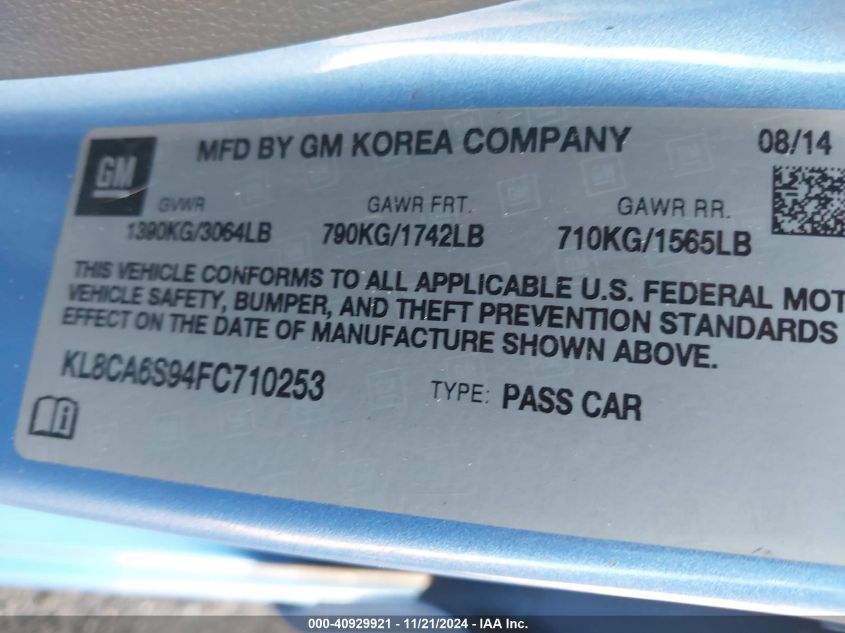 GM
MFD BY GM KOREA COMPANY
08/14
GVWR
GAWR FRT.
GAWR RR.
1390KG/3064LB
790KG/1742LB
710KG/1565LB
THIS VEHICLE CONFORMS TO ALL APPLICABLE U.S. FEDERAL MOT
VEHICLE SAFETY, BUMPER, AND THEFT PREVENTION STANDARDS
EFFECT ON THE DATE OF MANUFACTURE SHOWN ABOVE.
KL8CA6S94FC710253
TYPE: PASS CAR
000-40929921 - 11/21/2024 - IAA Inc.